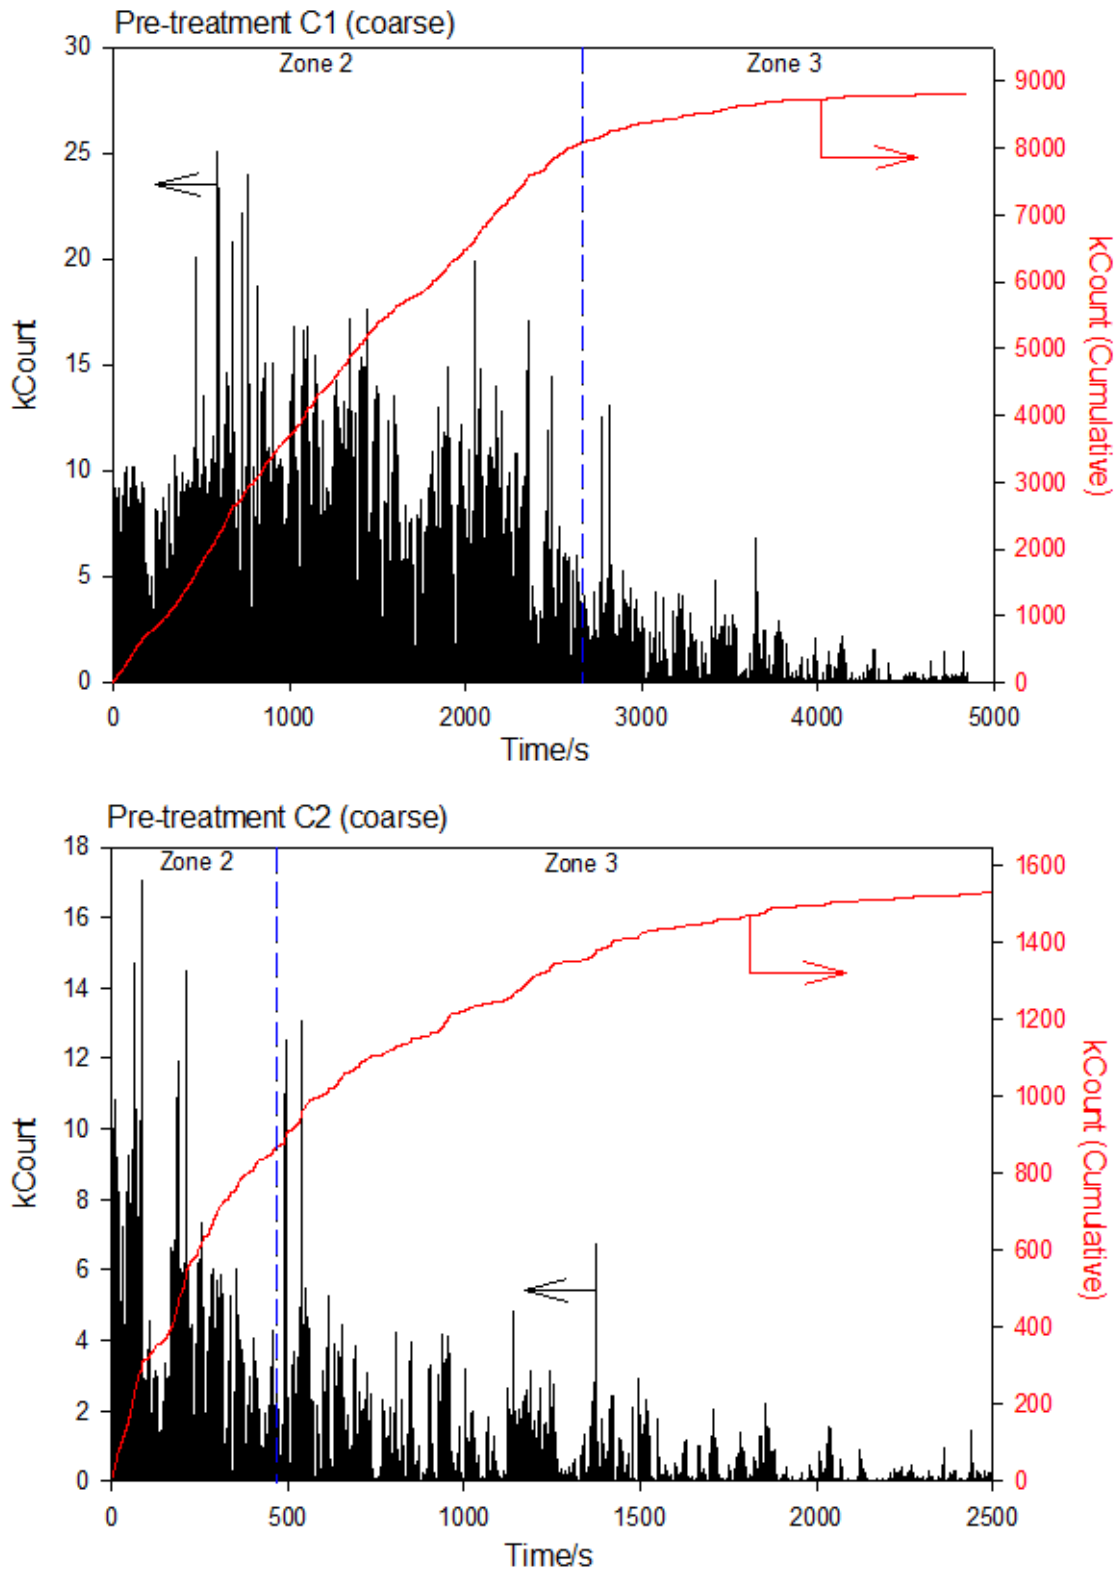 Pre-treatment C1 (coarse)
Zone 2
Zone 3
30
25
20
15
10
5
0
kCount
9000
8000
7000
6000
5000
4000
3000
2000
1000
0
kCount (Cumulative)
0 1000 2000 3000 4000 5000
Time/s
Pre-treatment C2 (coarse)
Zone 2
Zone 3
18
16
14
12
10
8
6
4
2
0
kCount
1600
1400
1200
1000
800
600
400
200
0
kCount (Cumulative)
0 500 1000 1500 2000 2500
Time/s